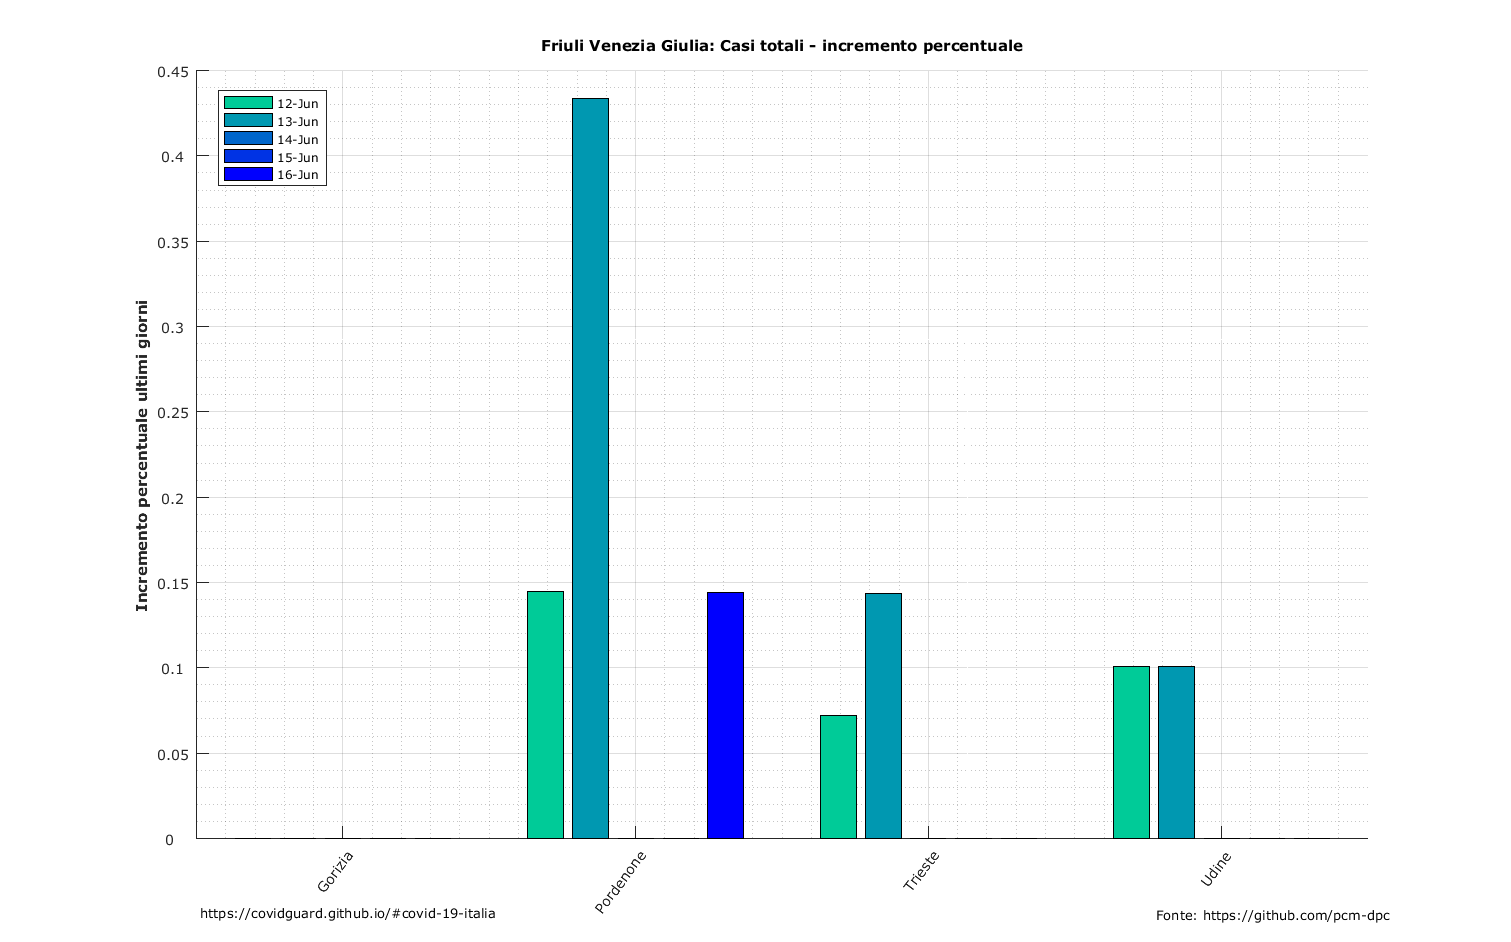 Friuli Venezia Giulia: Casi totali - incremento percentuale
Incremento percentuale ultimi giorni
0.45
0.4
0.35
0.3
0.25
0.2
0.15
0.1
0.05
0
12-Jun
13-Jun
14-Jun
15-Jun
16-Jun
Gorizia
Pordenone
Trieste
Udine
https://covidguard.github.io/#covid-19-italia
Fonte: https://github.com/pcm-dpc